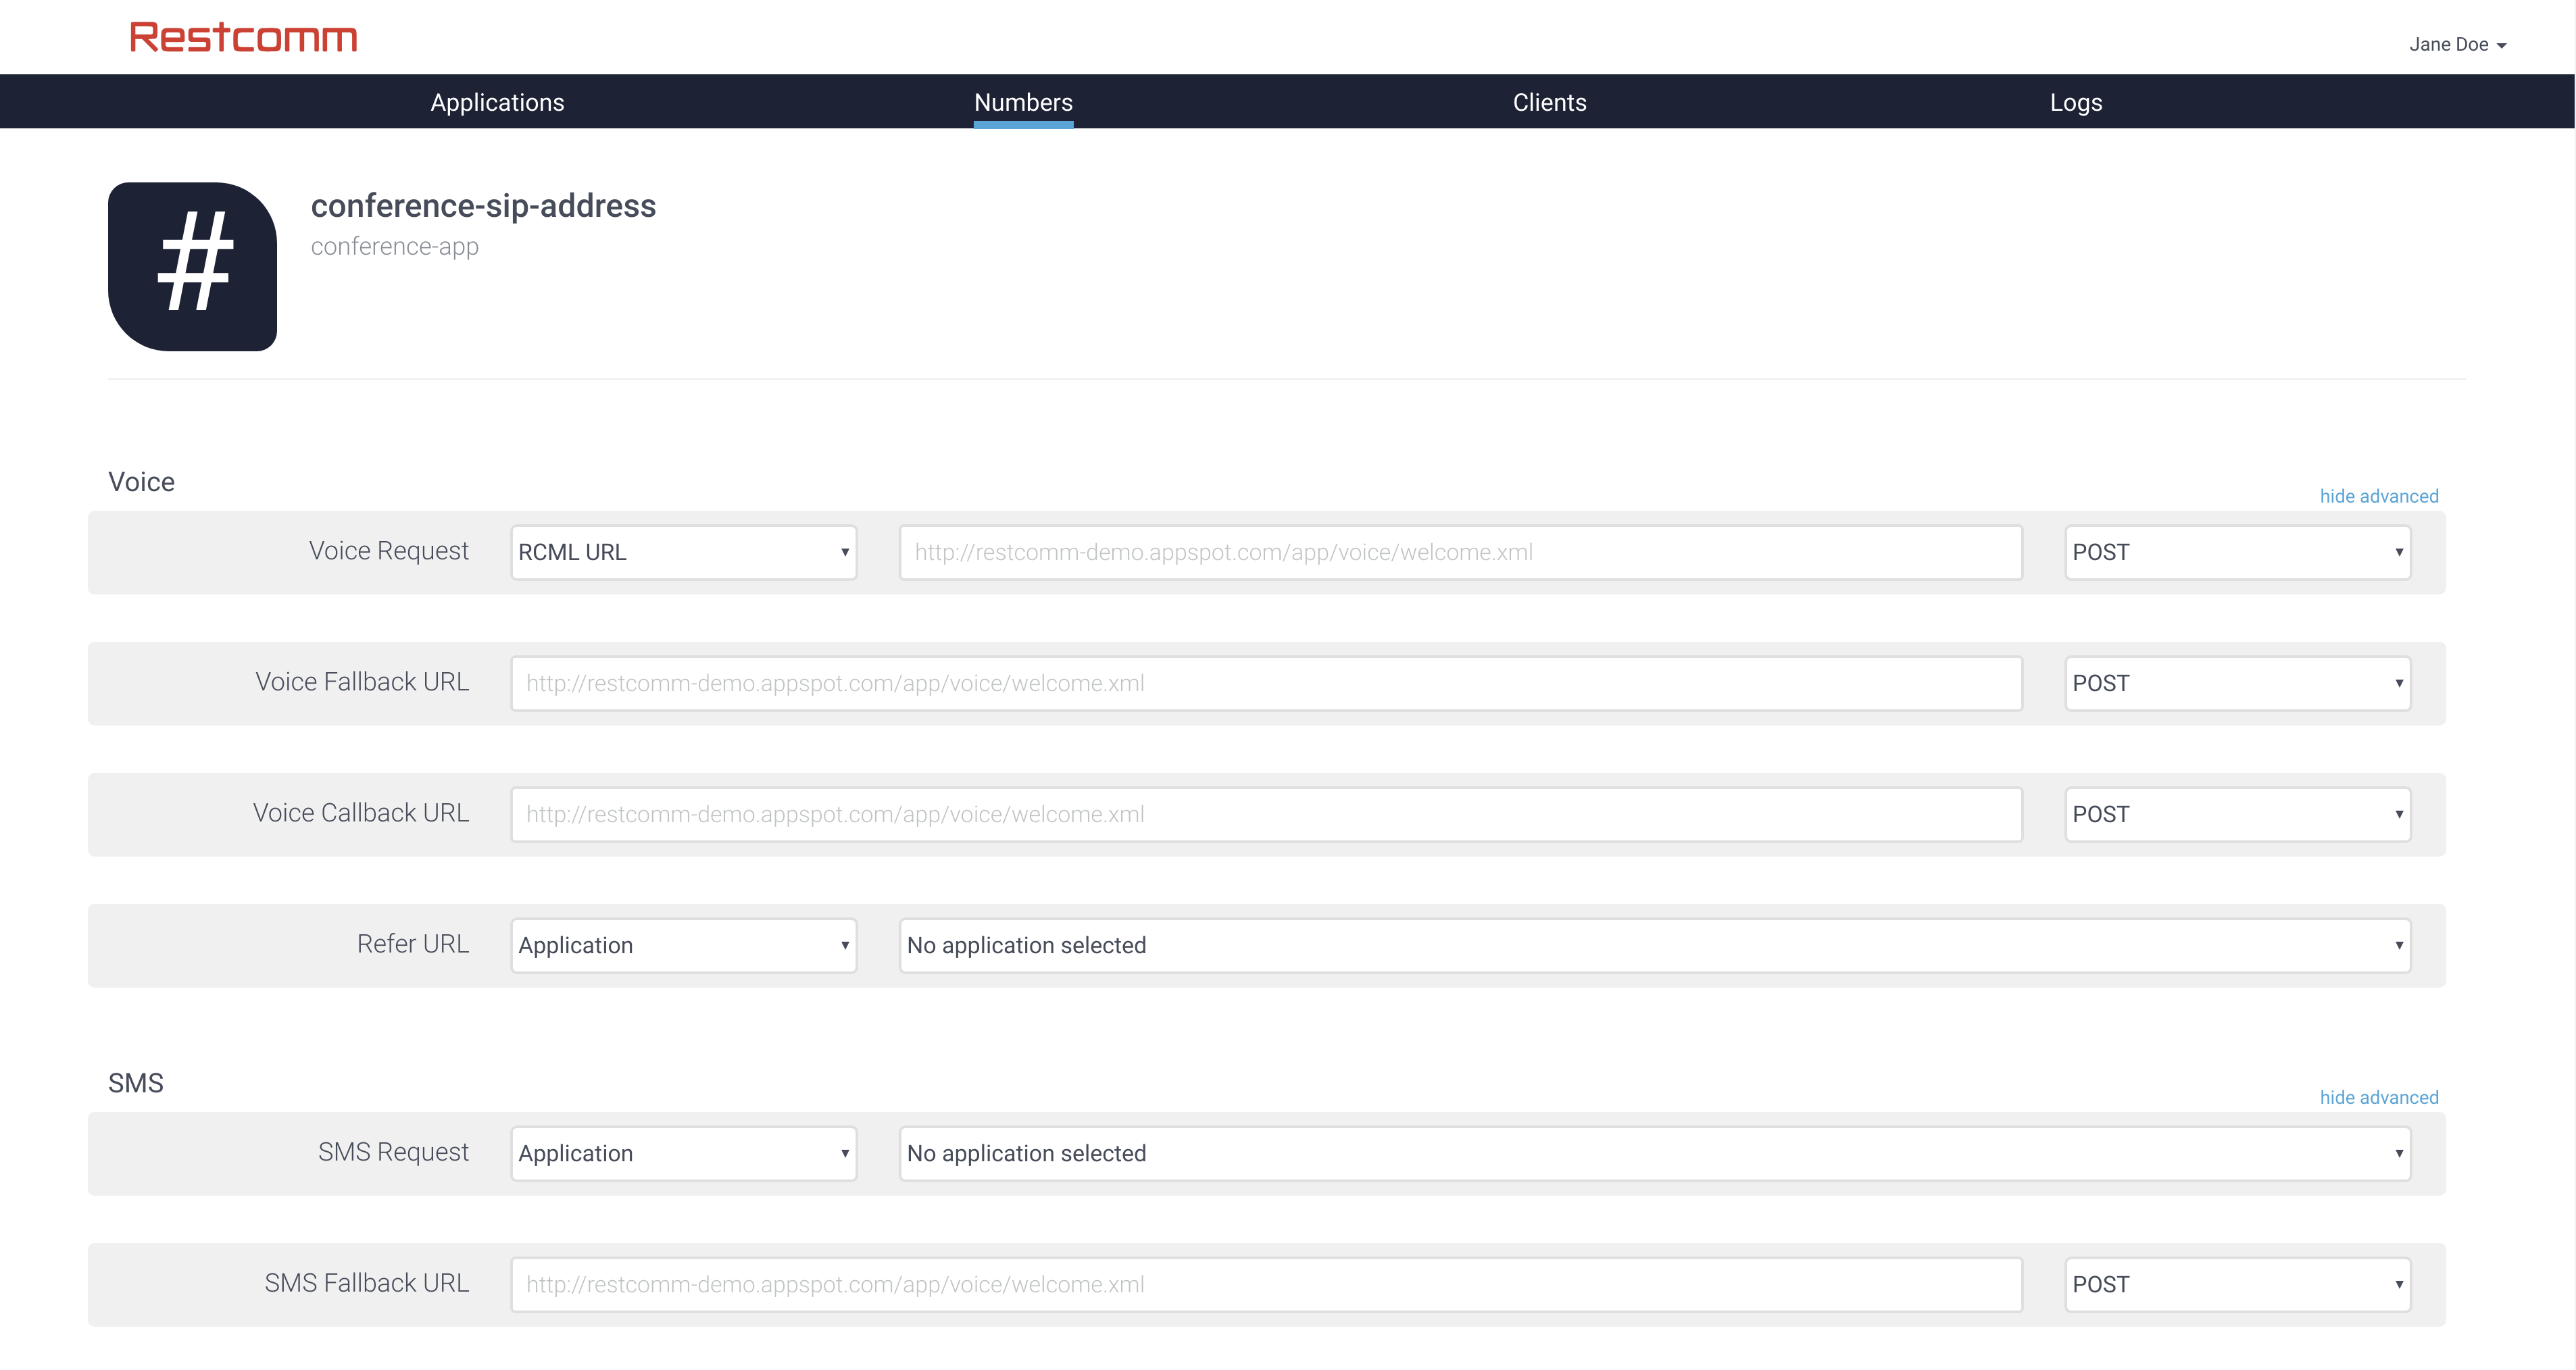 Restcomm
Jane Doe
Applications Numbers Clients Logs
#
conference-sip-address
conference-app
Voice
hide advanced
Voice Request RCML URL http://restcomm-demo.appspot.com/app/voice/welcome.xml POST
Voice Fallback URL http://restcomm-demo.appspot.com/app/voice/welcome.xml POST
Voice Callback URL http://restcomm-demo.appspot.com/app/voice/welcome.xml POST
Refer URL Application No application selected
SMS
hide advanced
SMS Request Application No application selected
SMS Fallback URL http://restcomm-demo.appspot.com/app/voice/welcome.xml POST